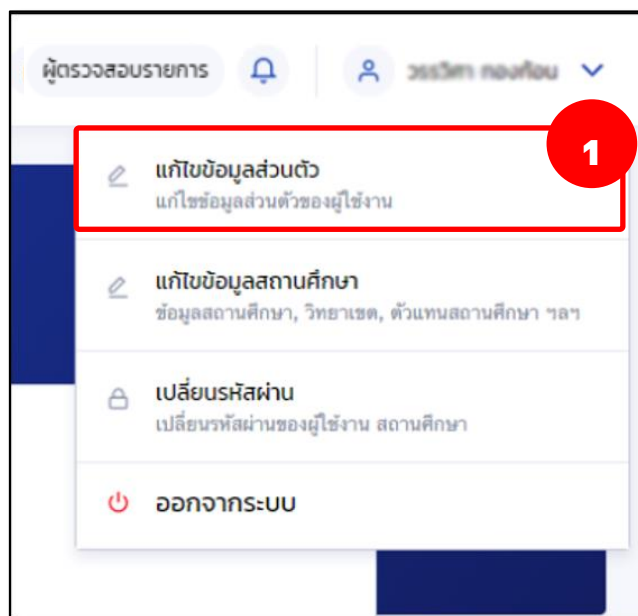 ผู้ตรวจสอบรายการ
1
แก้ไขข้อมูลส่วนตัว
แก้ไขข้อมูลส่วนตัวของผู้ใช้งาน
แก้ไขข้อมูลสถานศึกษา
ข้อมูลสถานศึกษา, วิทยาเขต, ตัวแทนสถานศึกษา ฯลฯ
เปลี่ยนรหัสผ่าน
เปลี่ยนรหัสผ่านของผู้ใช้งาน สถานศึกษา
ออกจากระบบ